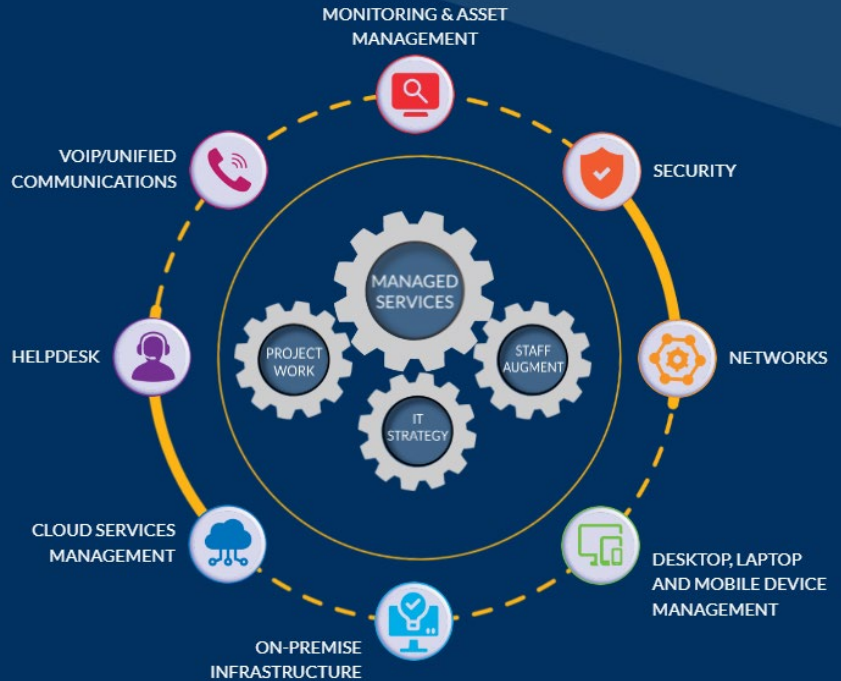 MONITORING & ASSET
MANAGEMENT
VOIP/UNIFIED
COMMUNICATIONS
SECURITY
MANAGED
SERVICES
HELPDESK
PROJECT
WORK
STAFF
AUGMENT
NETWORKS
IT
STRATEGY
CLOUD SERVICES
MANAGEMENT
DESKTOP, LAPTOP
AND MOBILE DEVICE
MANAGEMENT
ON-PREMISE
INFRASTRUCTURE